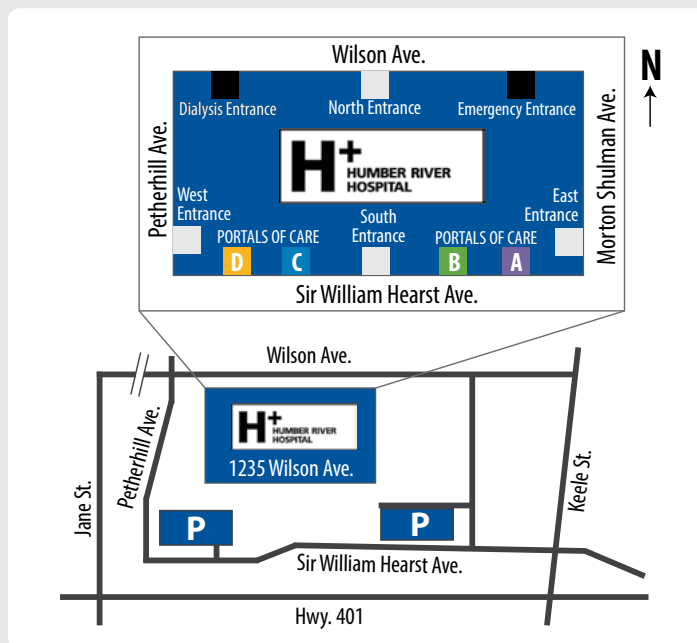 Wilson Ave.
N
Dialysis Entrance
North Entrance
Emergency Entrance
Petherhill Ave.
Morton Shulman Ave.
H+
HUMBER RIVER
HOSPITAL
West
Entrance
South
Entrance
East
Entrance
PORTALS OF CARE
PORTALS OF CARE
D
C
B
A
Sir William Hearst Ave.
Wilson Ave.
H+
HUMBER RIVER
HOSPITAL
1235 Wilson Ave.
Jane St.
Petherhill Ave.
Keele St.
P
P
Sir William Hearst Ave.
Hwy. 401